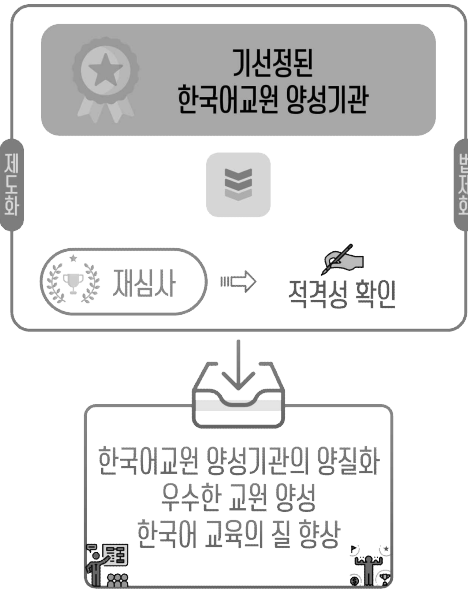 기선정된
한국어교원 양성기관
제도화
법제화
재심사
적격성 확인
한국어교원 양성기관의 양질화
우수한 교원 양성
한국어 교육의 질 향상